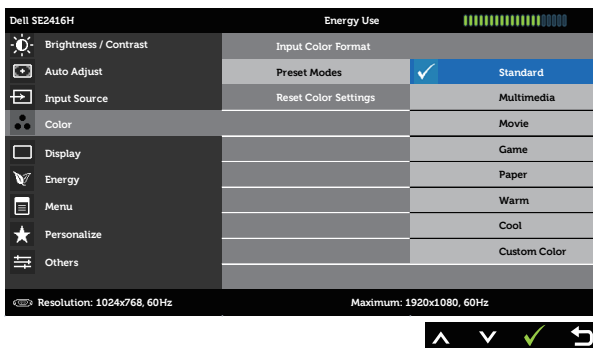 Dell SE2416H Energy Use
Brightness / Contrast Input Color Format
Auto Adjust Preset Modes Standard
Input Source Reset Color Settings Multimedia
Color Movie
Display Game
Energy Paper
Menu Warm
Personalize Cool
Others Custom Color
Resolution: 1024x768, 60Hz Maximum: 1920x1080, 60Hz